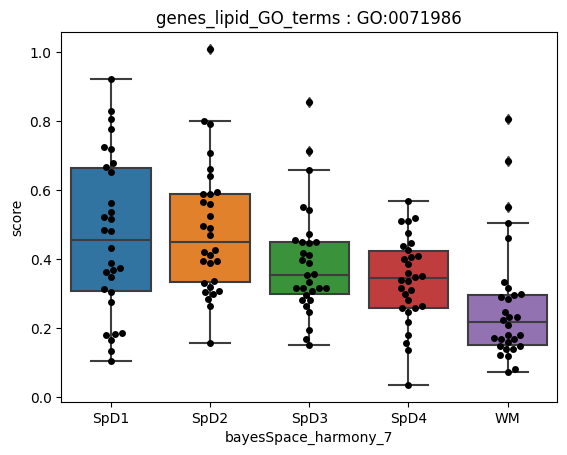 genes_lipid_GO_terms : GO:0071986
1.0
0.8
0.6
0.4
0.2
0.0
score
SpD1 SpD2 SpD3 SpD4 WM
bayesSpace_harmony_7